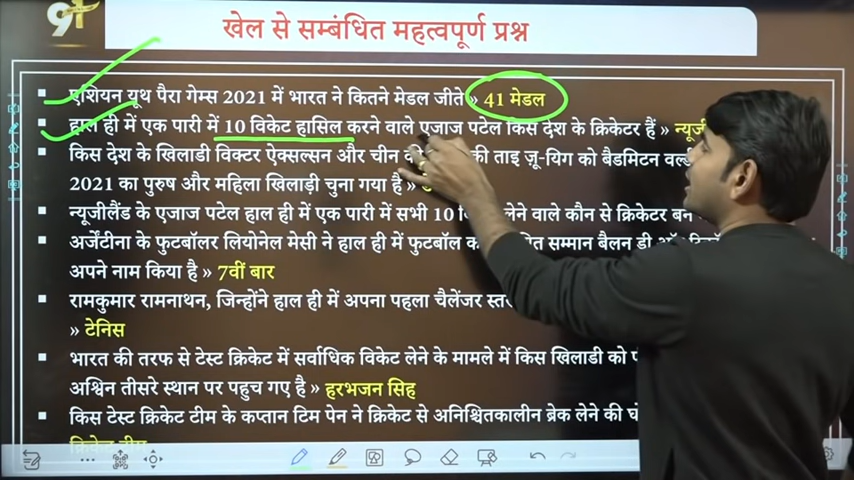 खेल से सम्बंधित महत्वपूर्ण प्रश्न
एशियन यूथ पैरा गेम्स 2021 में भारत ने कितने मेडल जीते » 41 मेडल
हाल ही में एक पारी में 10 विकेट हासिल करने वाले एजाज पटेल किस देश के क्रिकेटर हैं »
किस देश के खिलाडी विक्टर ऐक्सल्सन और चीन की ताइ ज़ू-यिग को बैडमिटन
2021 का पुरुष और महिला खिलाड़ी चुना गया है »
न्यूजीलैंड के एजाज पटेल हाल ही में एक पारी में सभी 10 लेने वाले कौन से क्रिकेटर बन
अर्जेंटीना के फुटबॉलर लियोनेल मेसी ने हाल ही में फुटबॉल सम्मान बैलन डी
अपने नाम किया है » 7वीं बार
रामकुमार रामनाथन, जिन्होंने हाल ही में अपना पहला चैलेंजर
» टेनिस
भारत की तरफ से टेस्ट क्रिकेट में सर्वाधिक विकेट लेने के मामले में किस खिलाडी को
अश्विन तीसरे स्थान पर पहुच गए है » हरभजन सिह
किस टेस्ट क्रिकेट टीम के कप्तान टिम पेन ने क्रिकेट से अनिश्चितकालीन ब्रेक लेने की